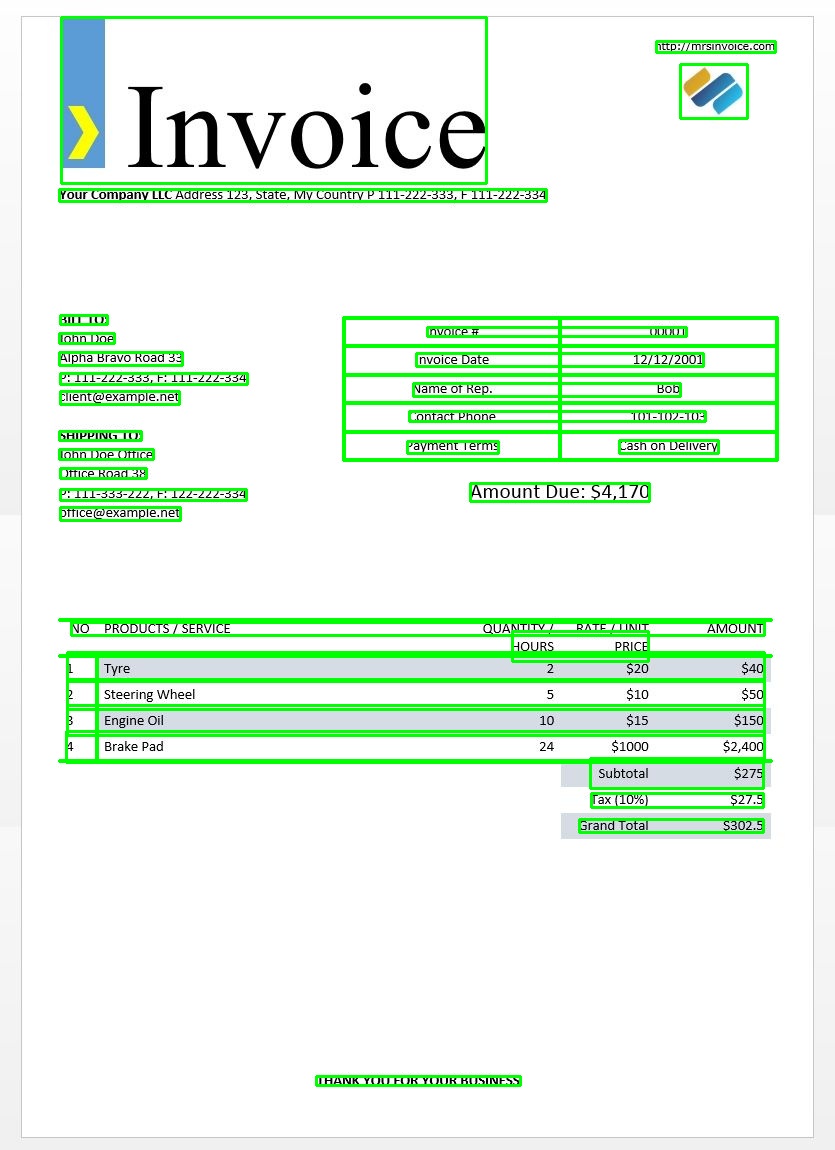 http://mrsinvoice.com
Invoice
Your Company LLC Address 123, State, My Country P 111-222-333, F 111-222-334
BILL TO:
John Doe
Alpha Bravo Road 33
P: 111-222-333, F: 111-222-334
client@example.net
SHIPPING TO:
John Doe Office
Office Road 38
P: 111-333-222, F: 122-222-334
office@example.net
Invoice # 00001
Invoice Date 12/12/2001
Name of Rep. Bob
Contact Phone 101-102-103
Payment Terms Cash on Delivery
Amount Due: $4,170
NO PRODUCTS / SERVICE QUANTITY / RATE / UNIT AMOUNT
HOURS PRICE
1 Tyre 2 $20 $40
2 Steering Wheel 5 $10 $50
3 Engine Oil 10 $15 $150
4 Brake Pad 24 $1000 $2,400
Subtotal $275
Tax (10%) $27.5
Grand Total $302.5
THANK YOU FOR YOUR BUSINESS